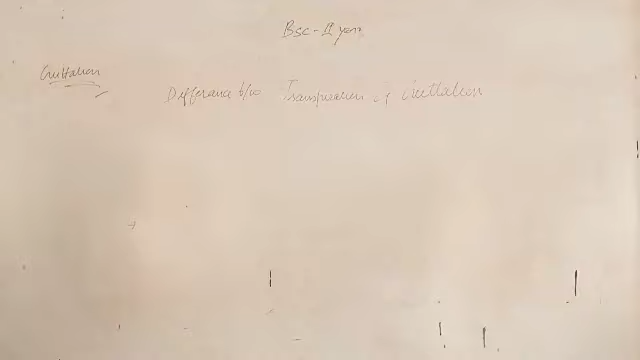 Bsc-II year
Guttation
Difference b/w Transpiration & Guttation